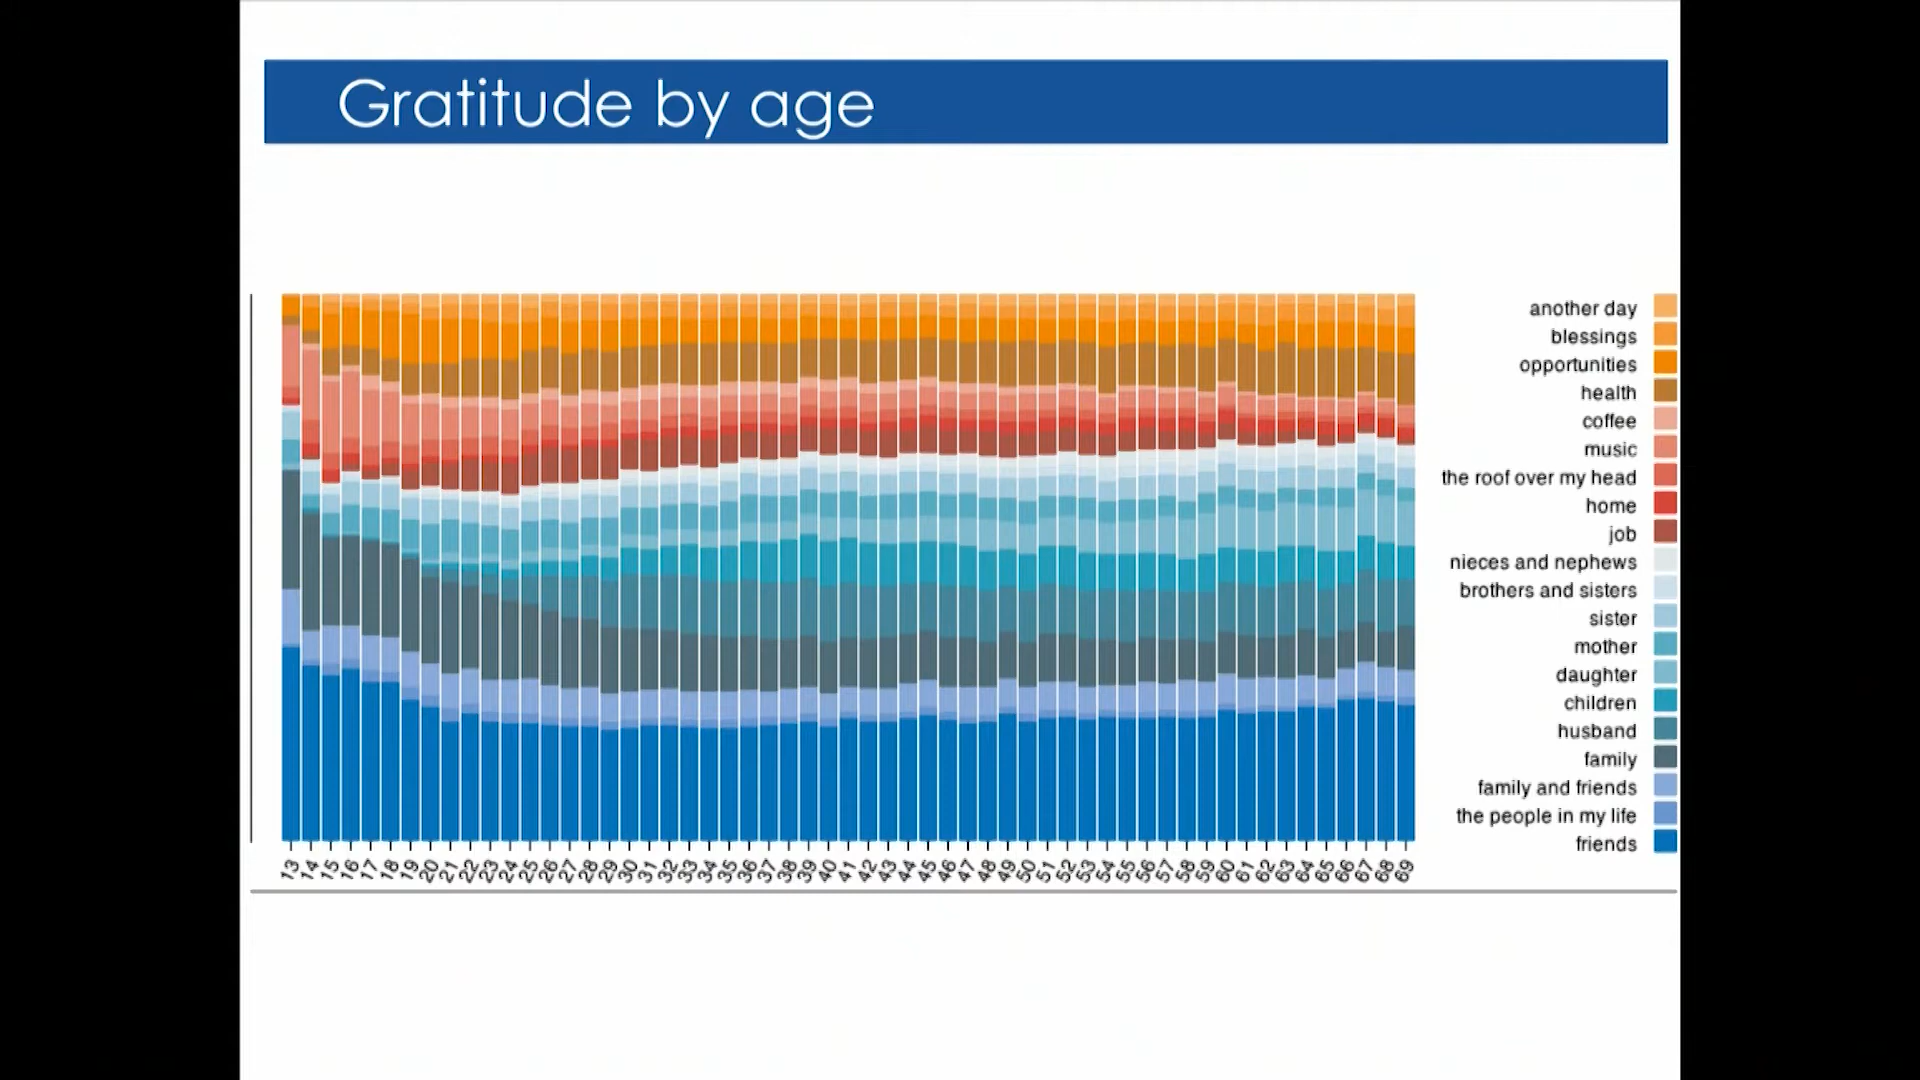 Gratitude by age
another day
blessings
opportunities
health
coffee
music
the roof over my head
home
job
nieces and nephews
brothers and sisters
sister
mother
daughter
children
husband
family
family and friends
the people in my life
friends
13 14 15 16 17 18 19 20 21 22 23 24 25 26 27 28 29 30 31 32 33 34 35 36 37 38 39 40 41 42 43 44 45 46 47 48 49 50 51 52 53 54 55 56 57 58 59 60 61 62 63 64 65 66 67 68 69